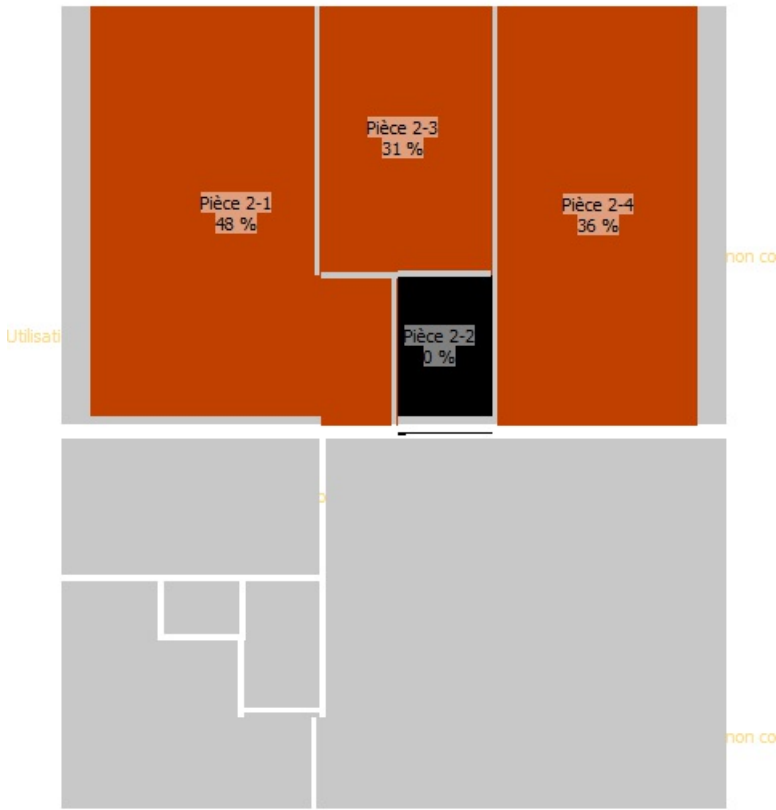 Pièce 2-3
31 %
Pièce 2-1
48 %
Pièce 2-4
36 %
non co
Utilisati
Pièce 2-2
0 %
non co